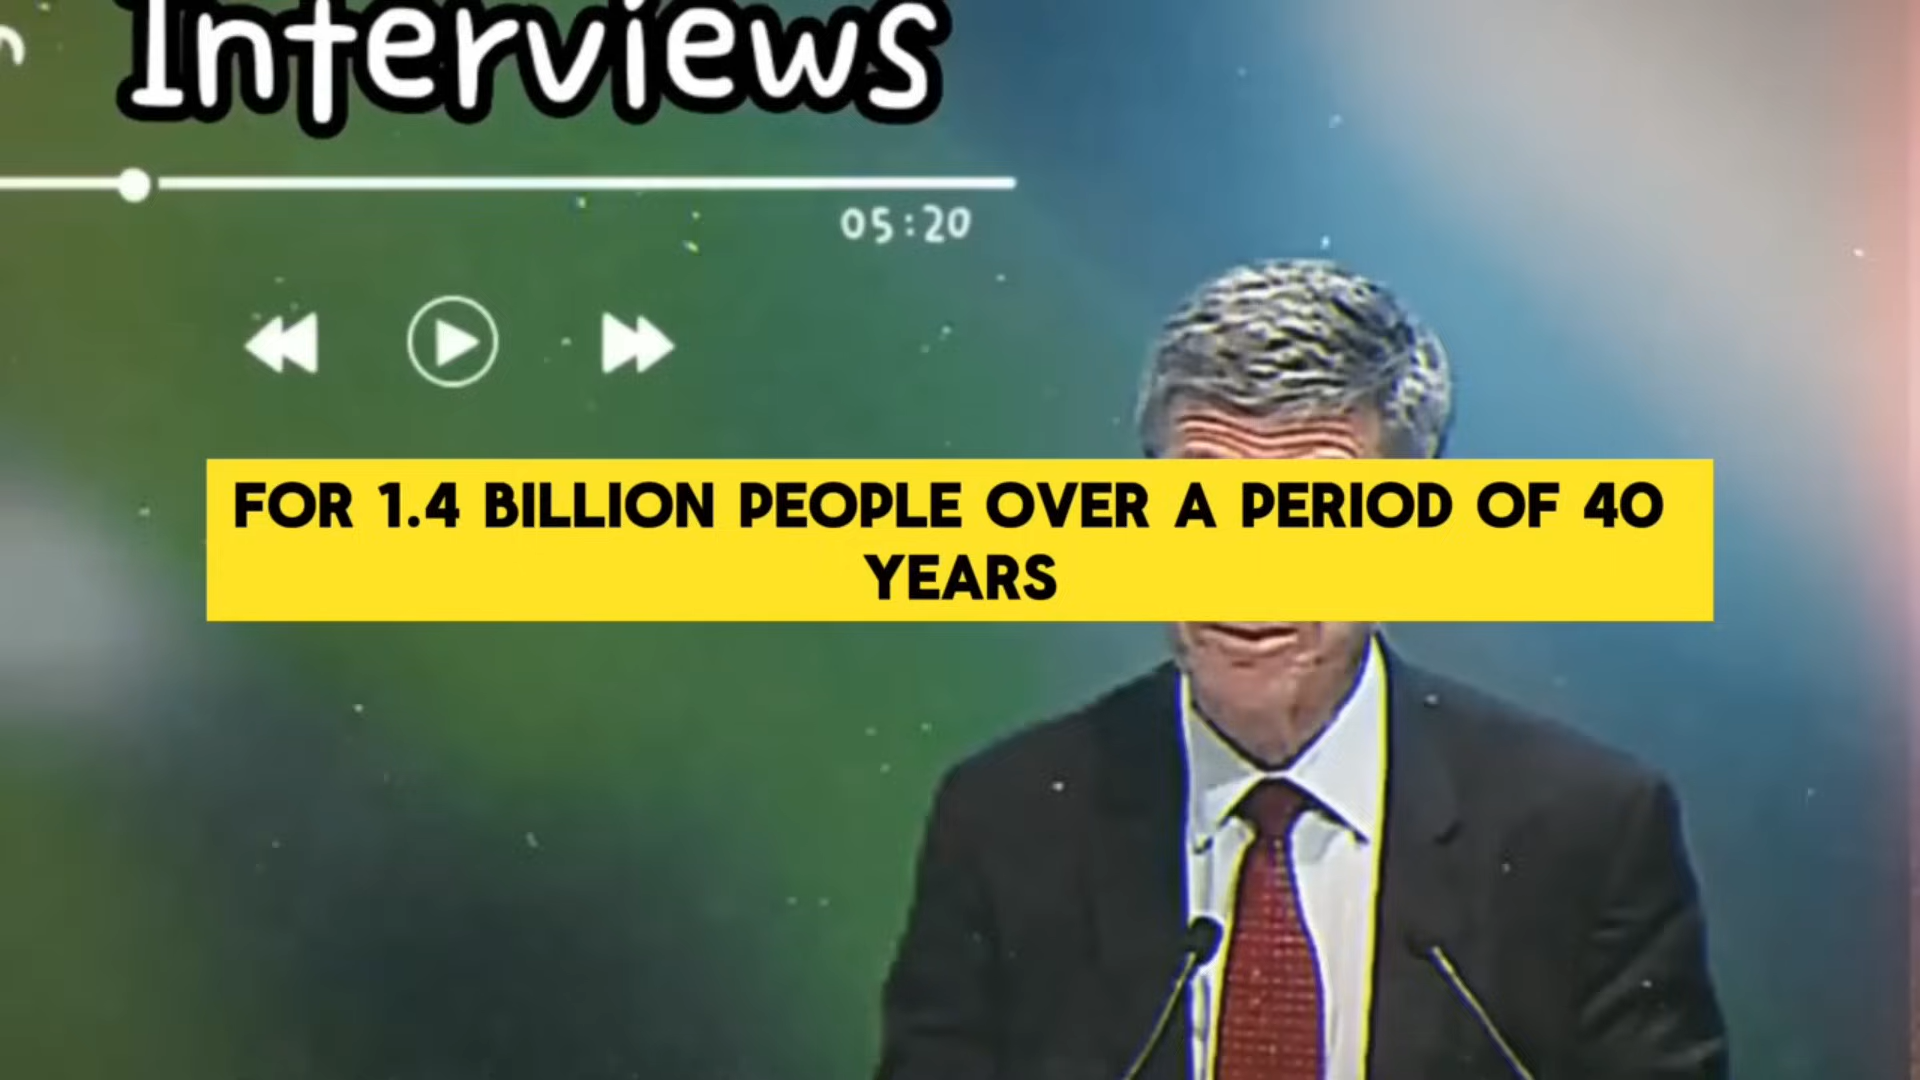 Interviews
05:20
FOR 1.4 BILLION PEOPLE OVER A PERIOD OF 40
YEARS